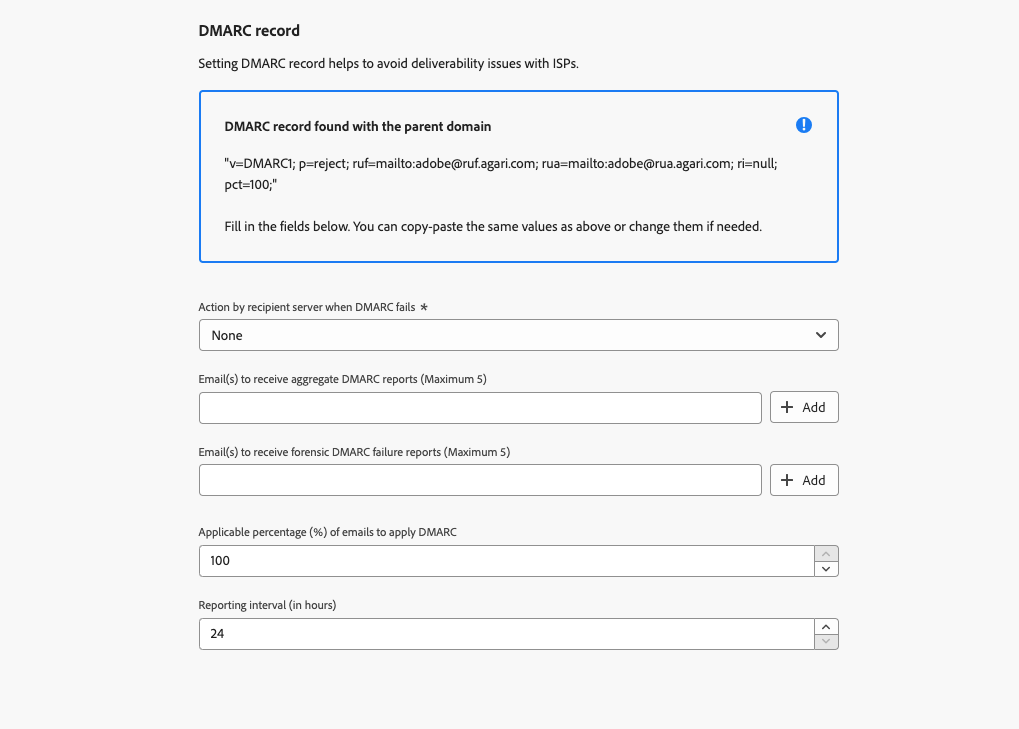 DMARC record
Setting DMARC record helps to avoid deliverability issues with ISPs.
DMARC record found with the parent domain
"v=DMARC1; p=reject; ruf=mailto:adobe@ruf.agari.com; rua=mailto:adobe@rua.agari.com; ri=null;
pct=100;"
Fill in the fields below. You can copy-paste the same values as above or change them if needed.
Action by recipient server when DMARC fails *
None
Email(s) to receive aggregate DMARC reports (Maximum 5)
+ Add
Email(s) to receive forensic DMARC failure reports (Maximum 5)
+ Add
Applicable percentage (%) of emails to apply DMARC
100
Reporting interval (in hours)
24